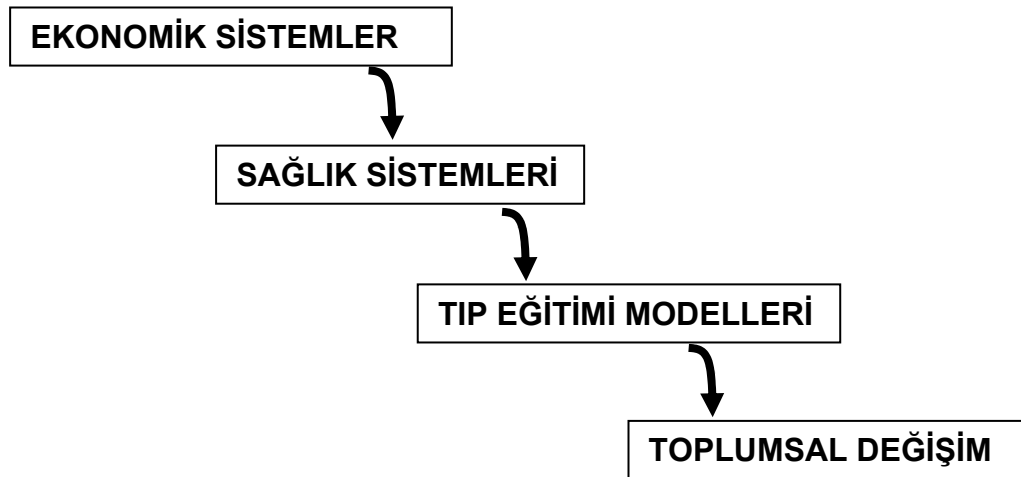 EKONOMİK SİSTEMLER
SAĞLIK SİSTEMLERİ
TIP EĞİTİMİ MODELLERİ
TOPLUMSAL DEĞİŞİM